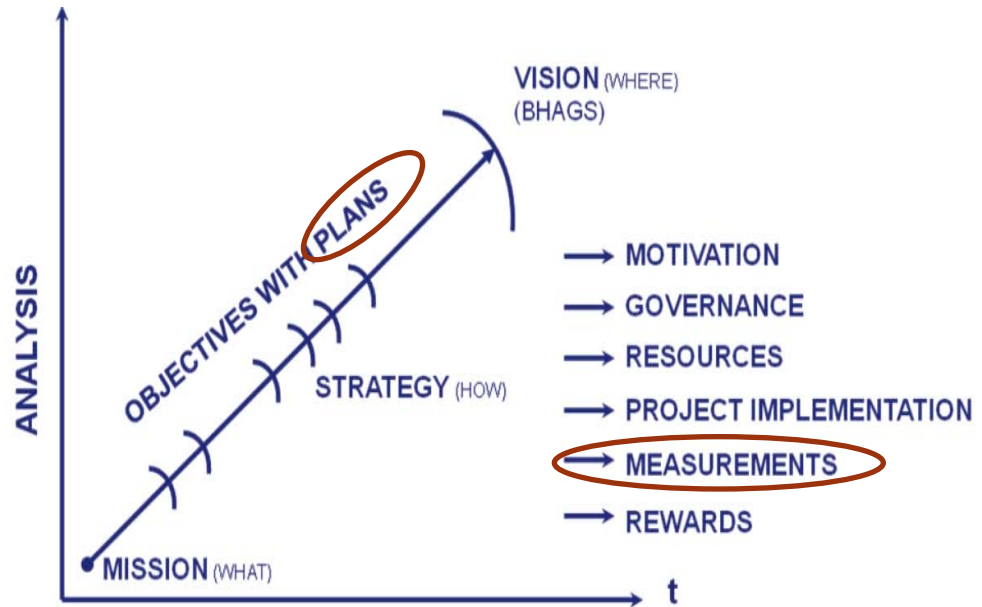 VISION (WHERE)
(BHAGS)
OBJECTIVES WITH PLANS
ANALYSIS
MOTIVATION
GOVERNANCE
RESOURCES
STRATEGY (HOW)
PROJECT IMPLEMENTATION
MEASUREMENTS
REWARDS
MISSION (WHAT)
t